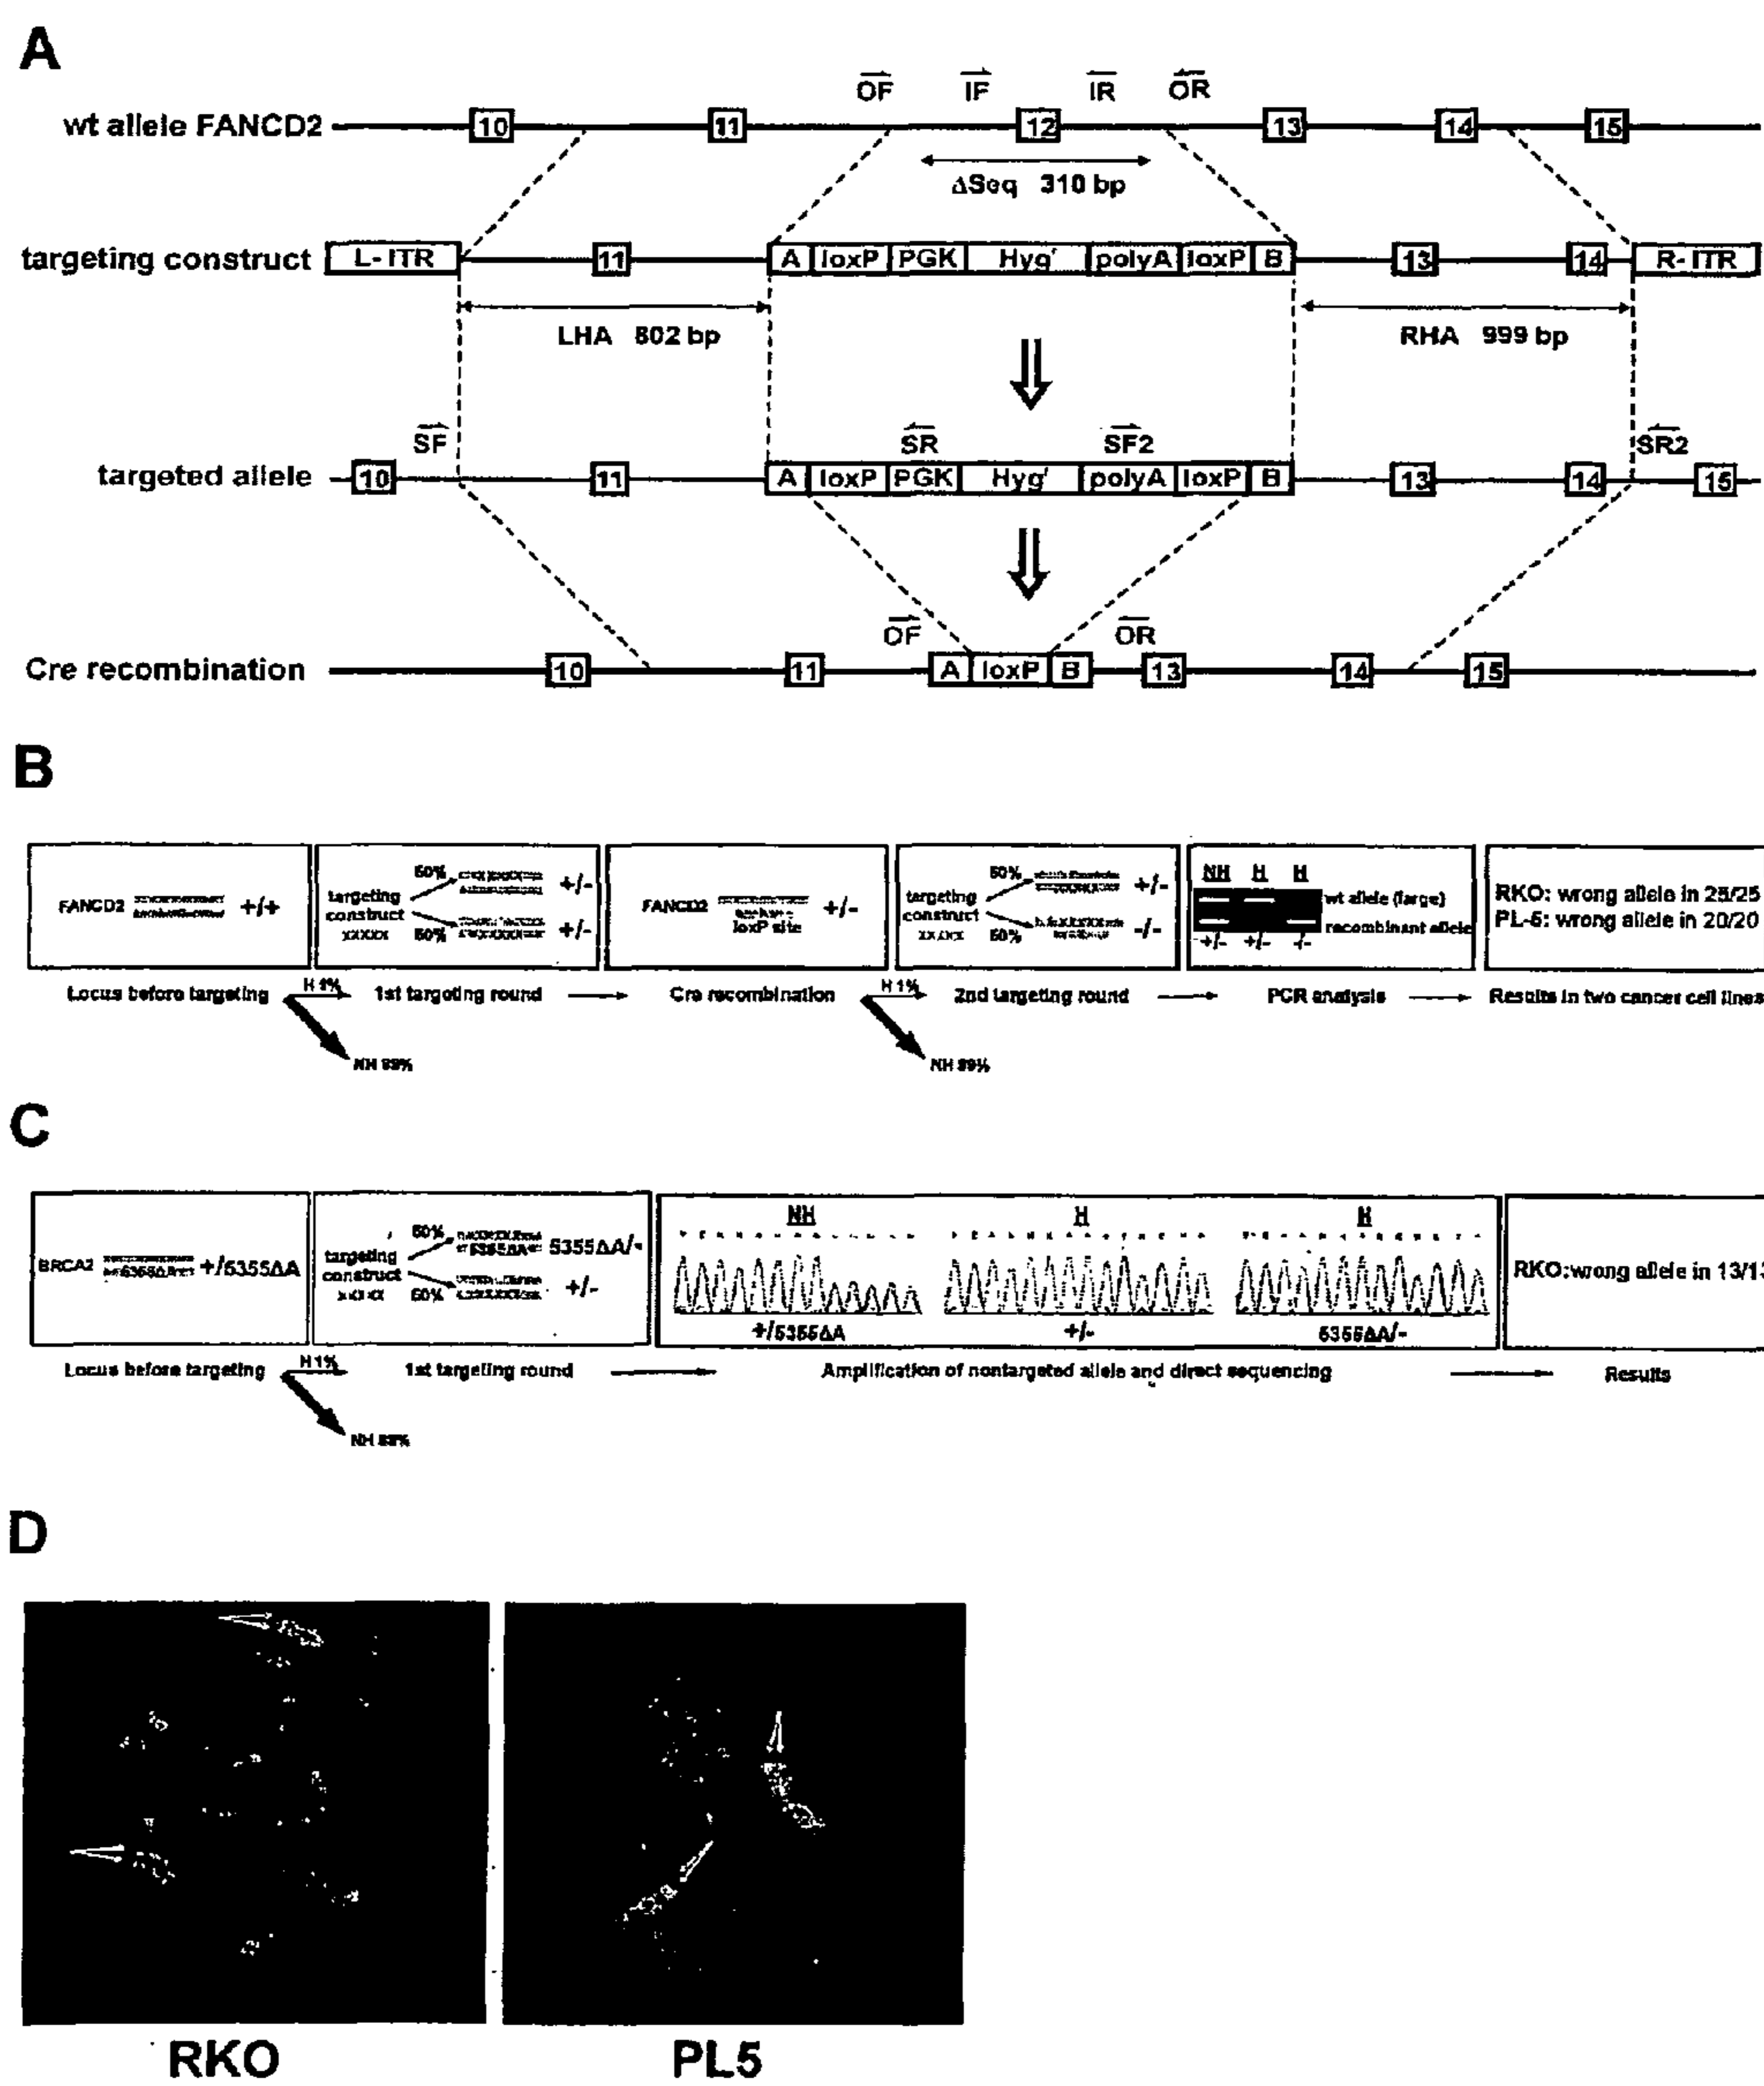 A
OF IF IR OR
wt allele FANCD2 10 11 12 13 14 15
ΔSeq 310 bp
targeting construct L-ITR 11 A loxP PGK Hygr polyA loxP B 13 14 R-ITR
LHA 802 bp RHA 999 bp
SF SR SF2 SR2
targeted allele 10 11 A loxP PGK Hygr polyA loxP B 13 14 15
OF OR
Cre recombination 10 11 A loxP B 13 14 15
B
FANCD2 +/+
50% +/-
targeting
construct
xxxxx 50% +/-
FANCD2 +/-
loxP site
50% +/-
targeting
construct
50% -/-
NH H H
wt allele (large)
recombinant allele
+/- +/- -/-
RKO: wrong allele in 25/25
PL-5: wrong allele in 20/20
Locus before targeting H 1% 1st targeting round Cre recombination H 1% 2nd targeting round PCR analysis Results in two cancer cell lines
NH 99% NH 99%
C
BRCA2 5355ΔA +/5355ΔA
50% 5355ΔA 5355ΔA/-
targeting
construct
50% +/-
NH H H
+/5355ΔA +/- 5355ΔA/-
RKO:wrong allele in 13/1
Locus before targeting H 1% 1st targeting round Amplification of nontargeted allele and direct sequencing Results
NH 99%
D
RKO PL5